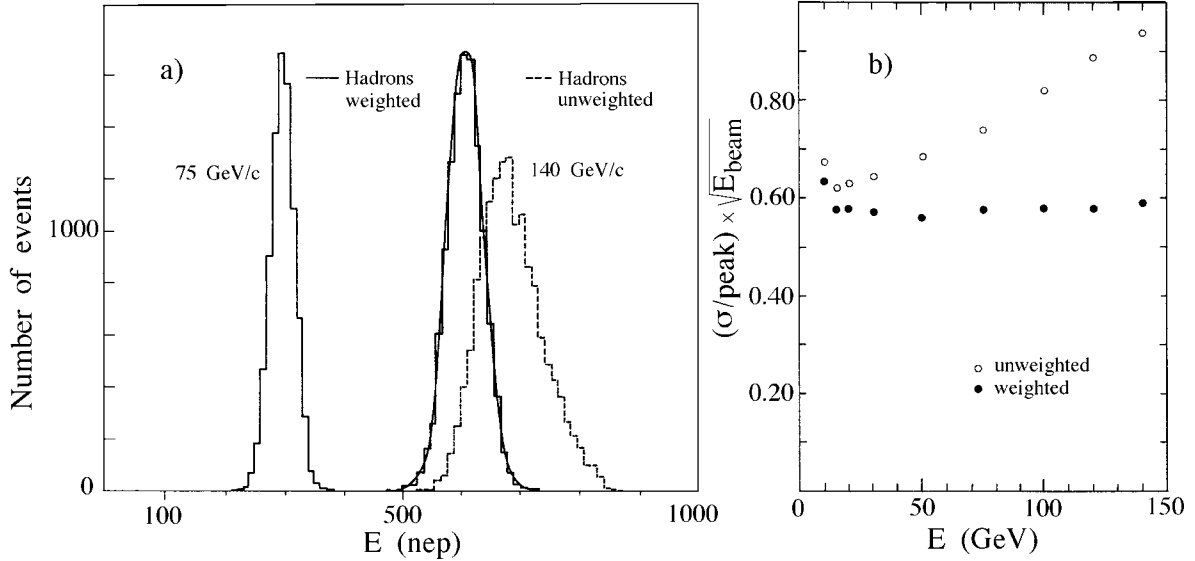 a)
Hadrons
weighted
Hadrons
unweighted
75 GeV/c
140 GeV/c
Number of events
1000
0
100
500
1000
E (nep)
b)
(σ/peak) × √E_beam
0.80
0.60
0.40
0.20
unweighted
weighted
0
50
100
150
E (GeV)